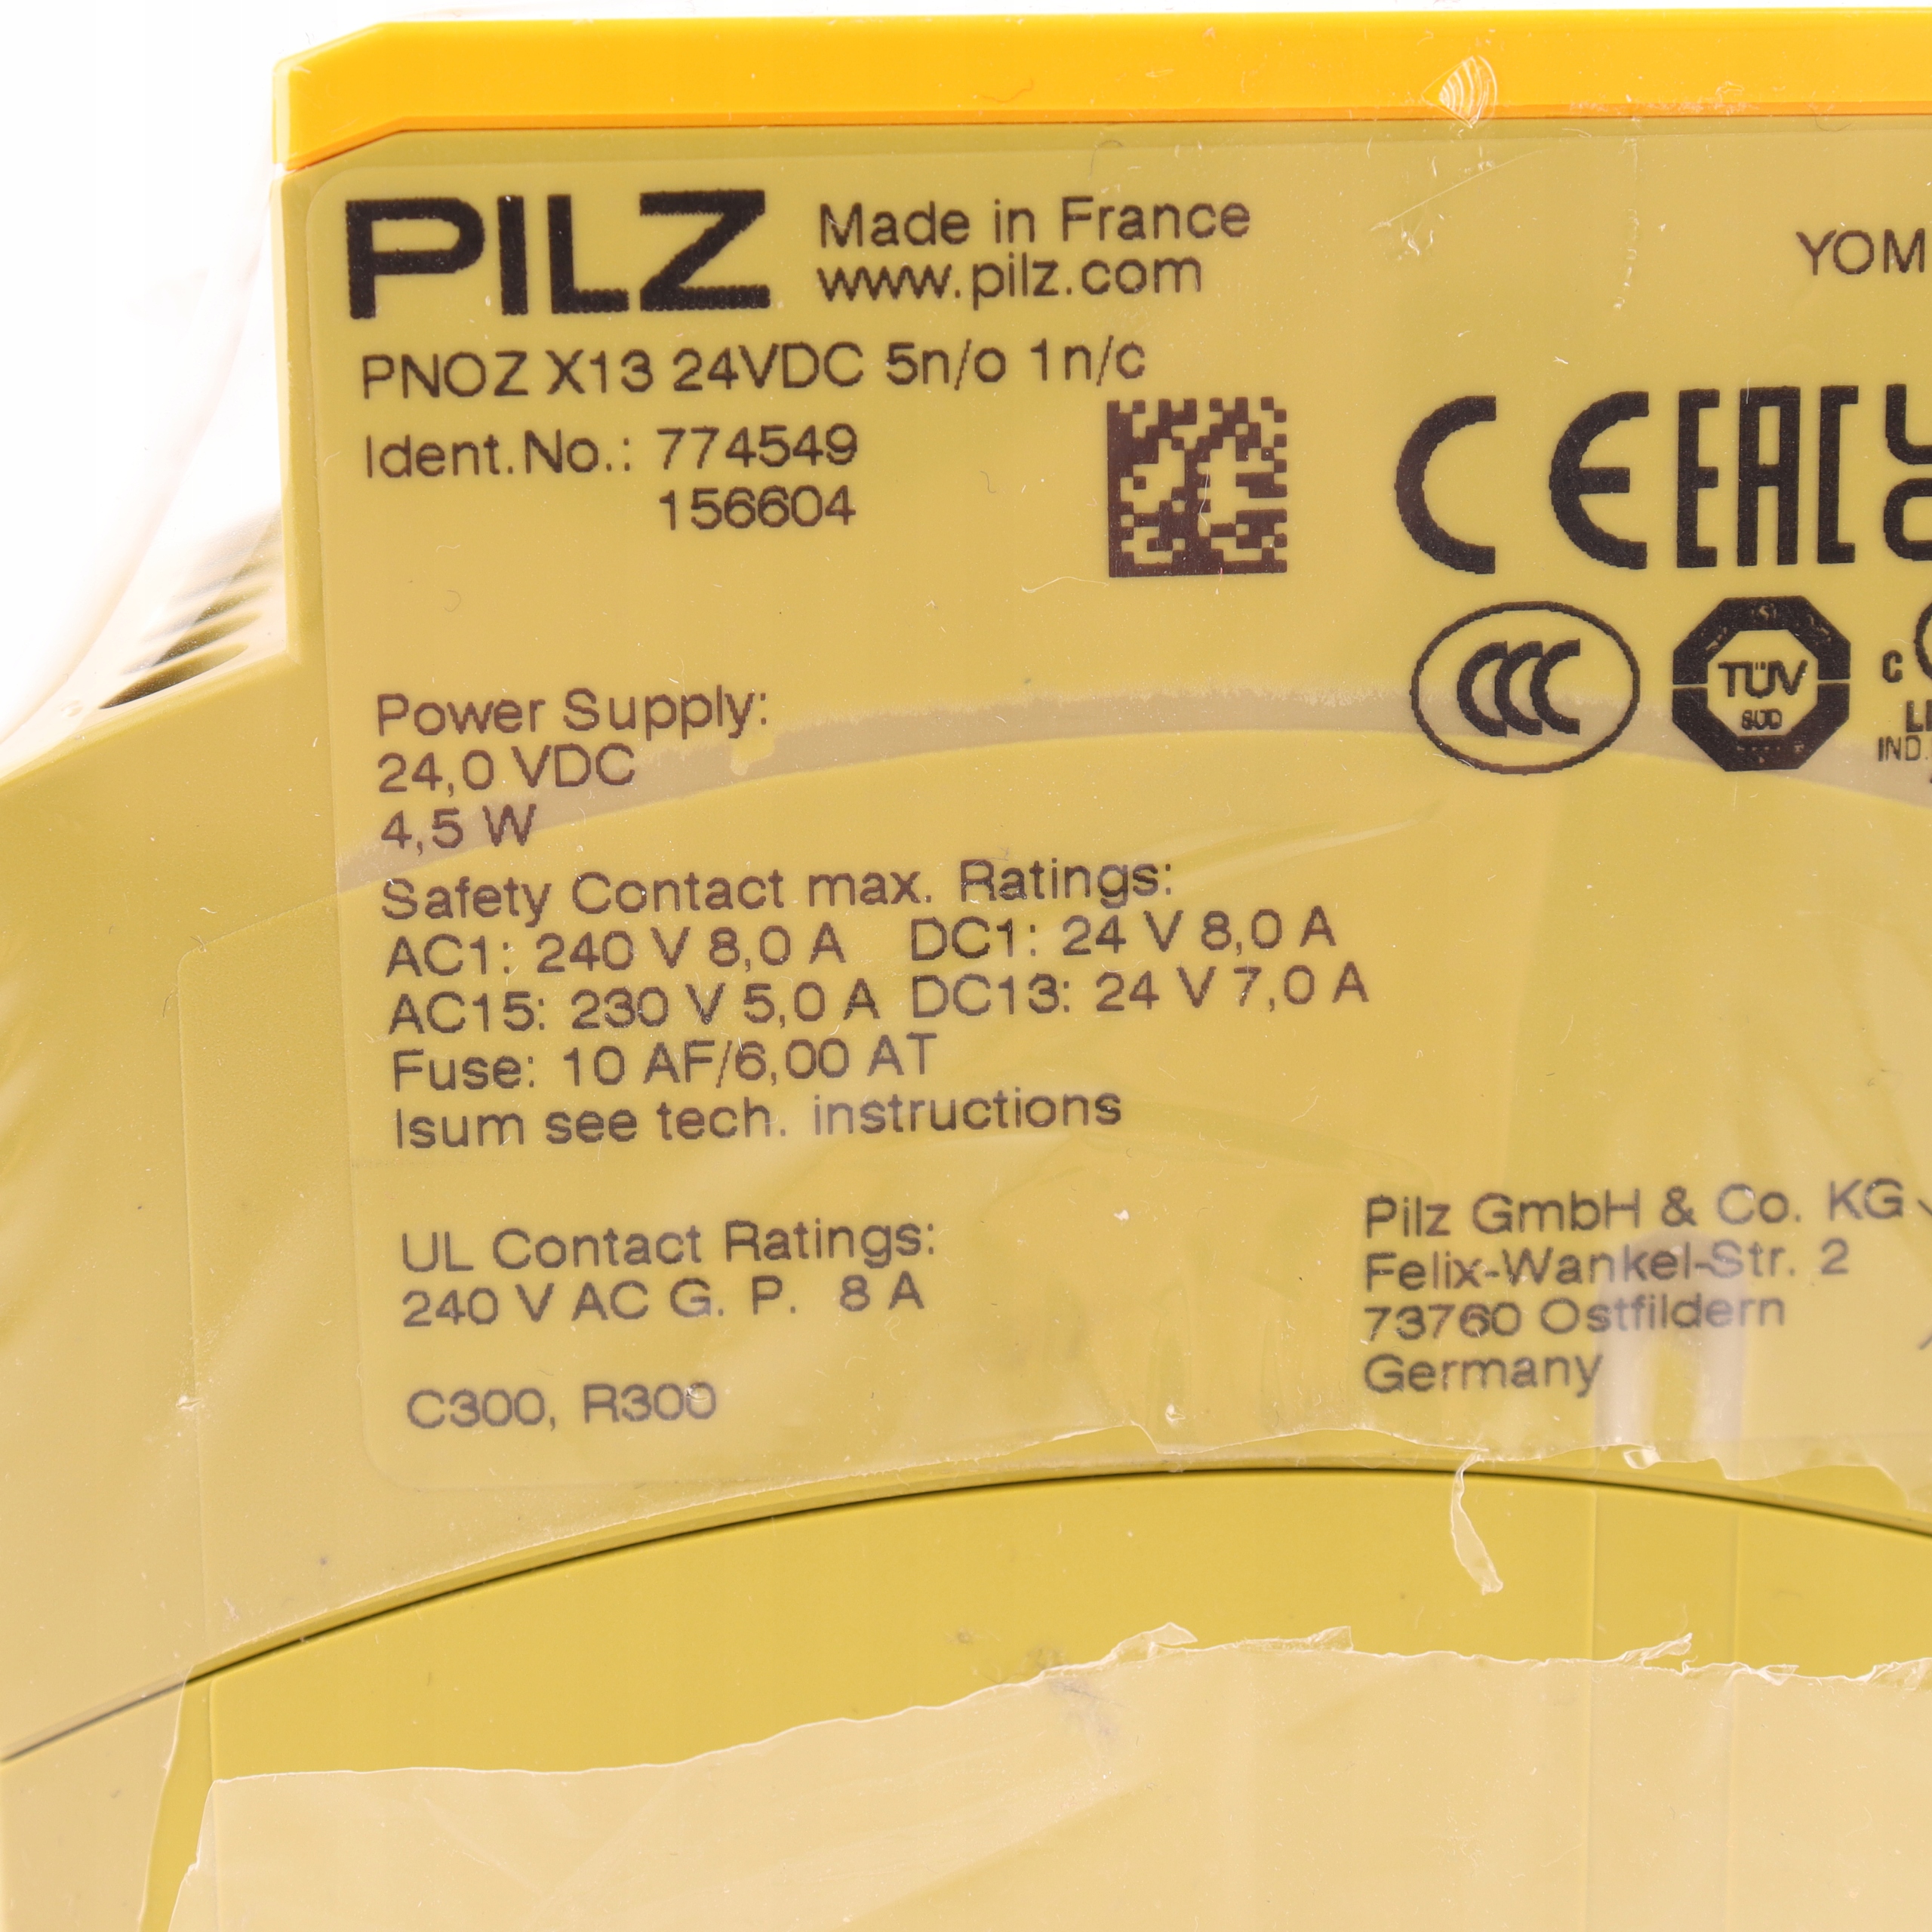 PILZ
Made in France
www.pilz.com
YOM
PNOZ X13 24VDC 5n/o 1n/c
Ident.No.: 774549
156604
CE EAC
CCC
TÜV
SÜD
C
IND.
Power Supply:
24,0 VDC
4,5 W
Safety Contact max. Ratings:
AC1: 240 V 8,0 A DC1: 24 V 8,0 A
AC15: 230 V 5,0 A DC13: 24 V 7,0 A
Fuse: 10 AF/6,00 AT
Isum see tech. instructions
UL Contact Ratings:
240 V AC G. P. 8 A
C300, R300
Pilz GmbH & Co. KG
Felix-Wankel-Str. 2
73760 Ostfildern
Germany